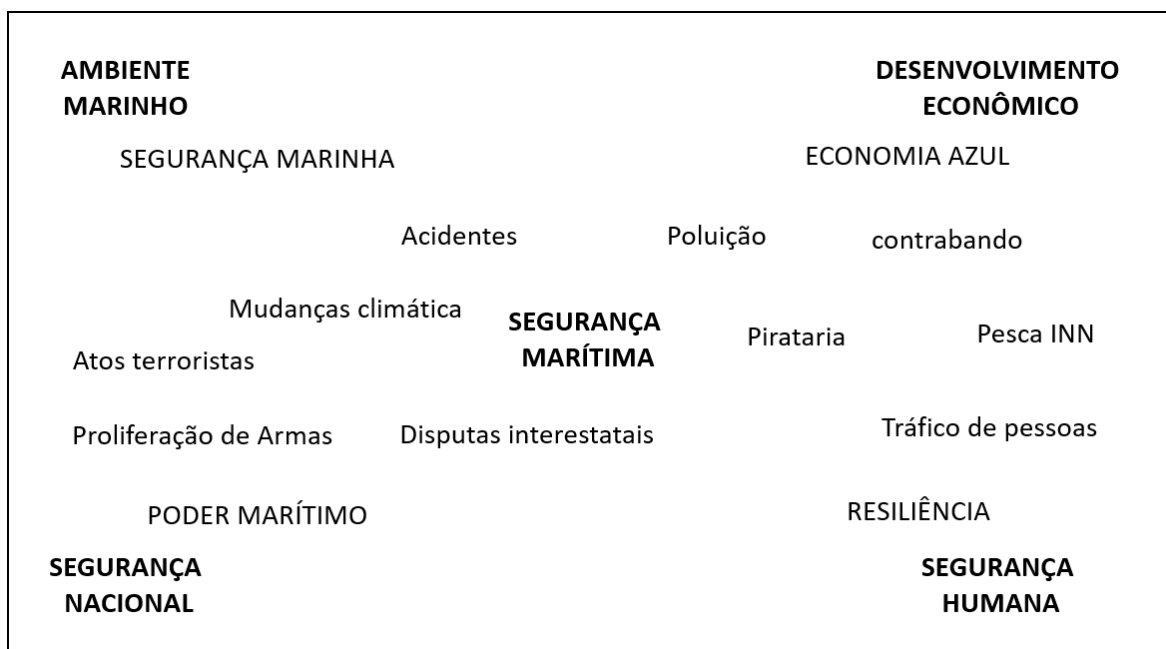 AMBIENTE
MARINHO
DESENVOLVIMENTO
ECONÔMICO
SEGURANÇA MARINHA
ECONOMIA AZUL
Acidentes
Poluição
contrabando
Mudanças climática
SEGURANÇA
MARÍTIMA
Pirataria
Pesca INN
Atos terroristas
Proliferação de Armas
Disputas interestatais
Tráfico de pessoas
PODER MARÍTIMO
RESILIÊNCIA
SEGURANÇA
NACIONAL
SEGURANÇA
HUMANA